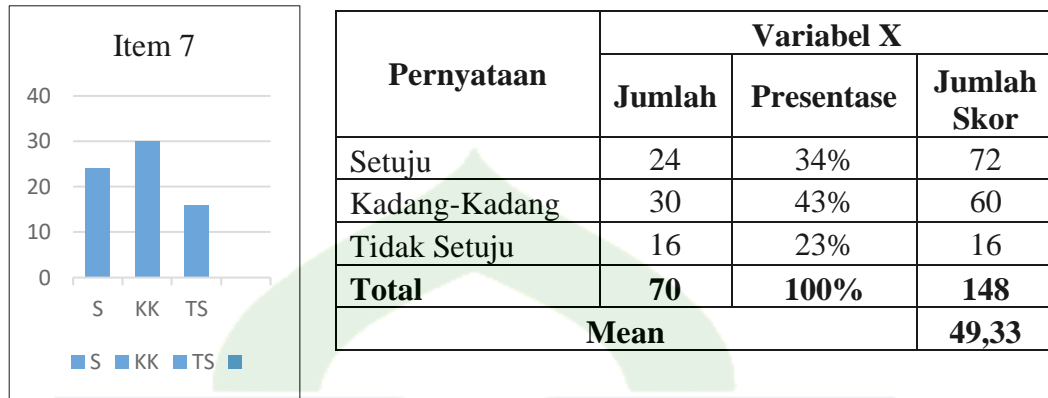 Item 7
40
30
20
10
0
S KK TS
S KK TS
Pernyataan
Variabel X
Jumlah Presentase Jumlah Skor
Setuju 24 34% 72
Kadang-Kadang 30 43% 60
Tidak Setuju 16 23% 16
Total 70 100% 148
Mean 49,33